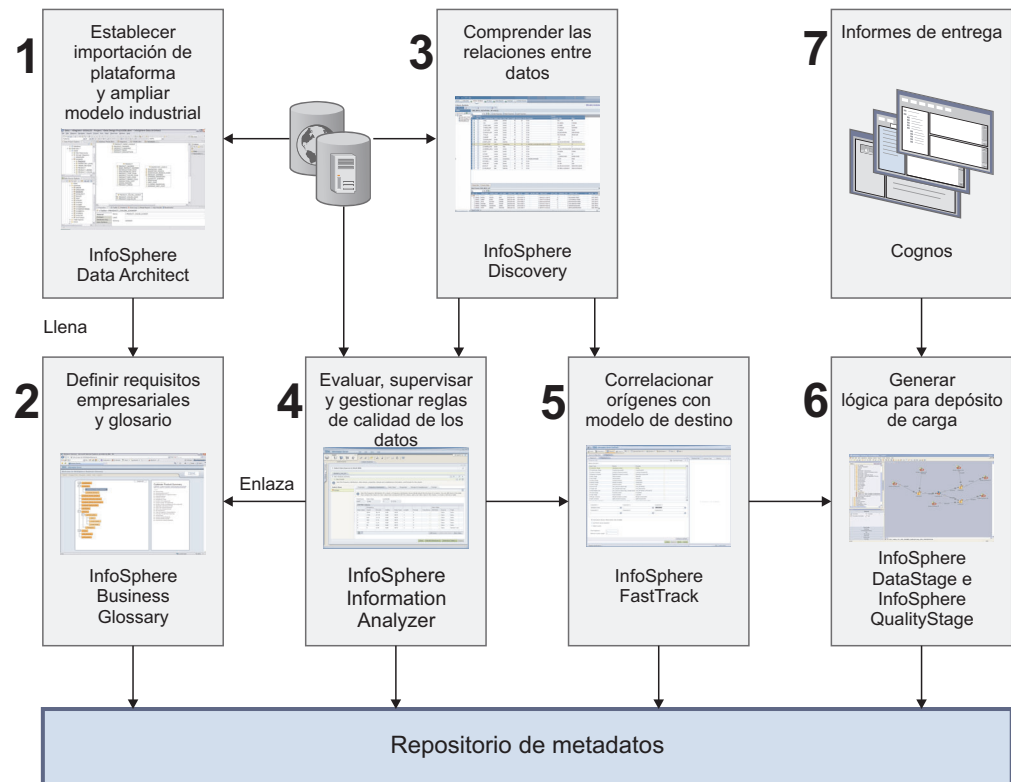 1
Establecer
importación de
plataforma
y ampliar
modelo industrial
InfoSphere
Data Architect
3
Comprender las
relaciones entre
datos
InfoSphere
Discovery
7
Informes de entrega
Cognos
Llena
2
Definir requisitos
empresariales
y glosario
InfoSphere
Business
Glossary
Enlaza
4
Evaluar, supervisar
y gestionar reglas
de calidad de los
datos
InfoSphere
Information
Analyzer
5
Correlacionar
orígenes con
modelo de destino
InfoSphere
FastTrack
6
Generar
lógica para depósito
de carga
InfoSphere
DataStage e
InfoSphere
QualityStage
Repositorio de metadatos